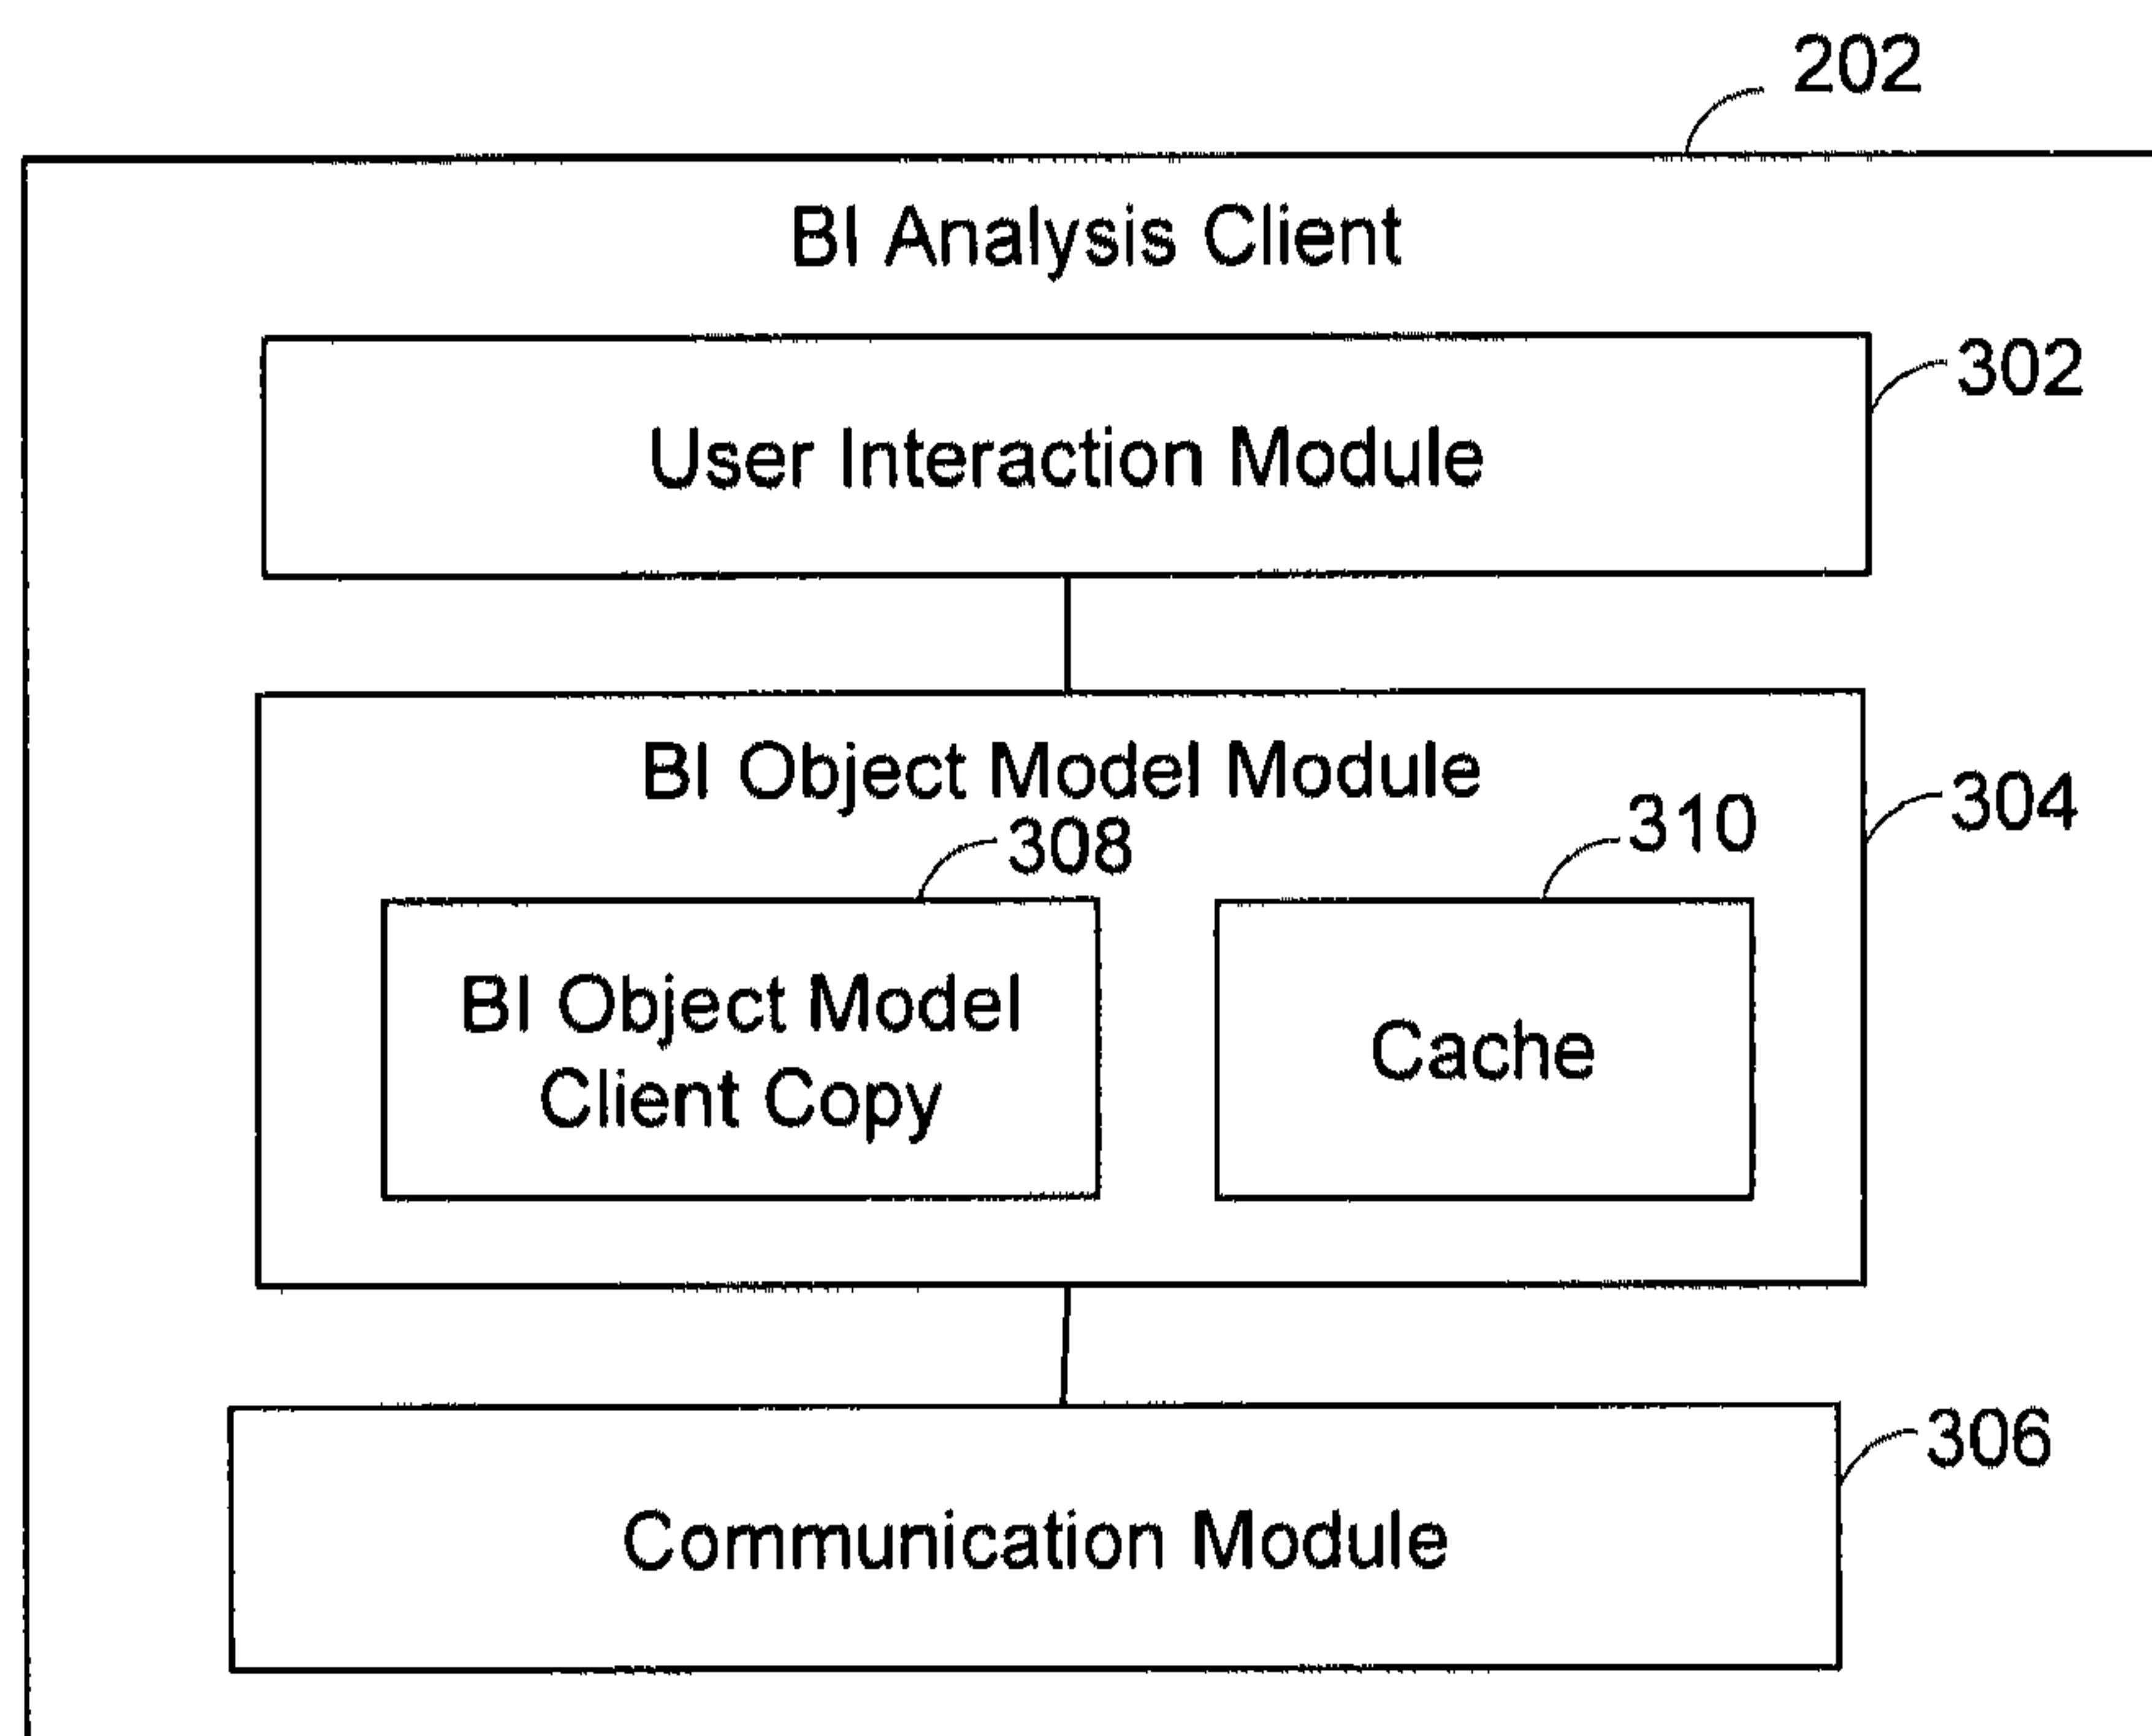 202
BI Analysis Client
302
User Interaction Module
BI Object Model Module
304
308
310
BI Object Model
Client Copy
Cache
306
Communication Module